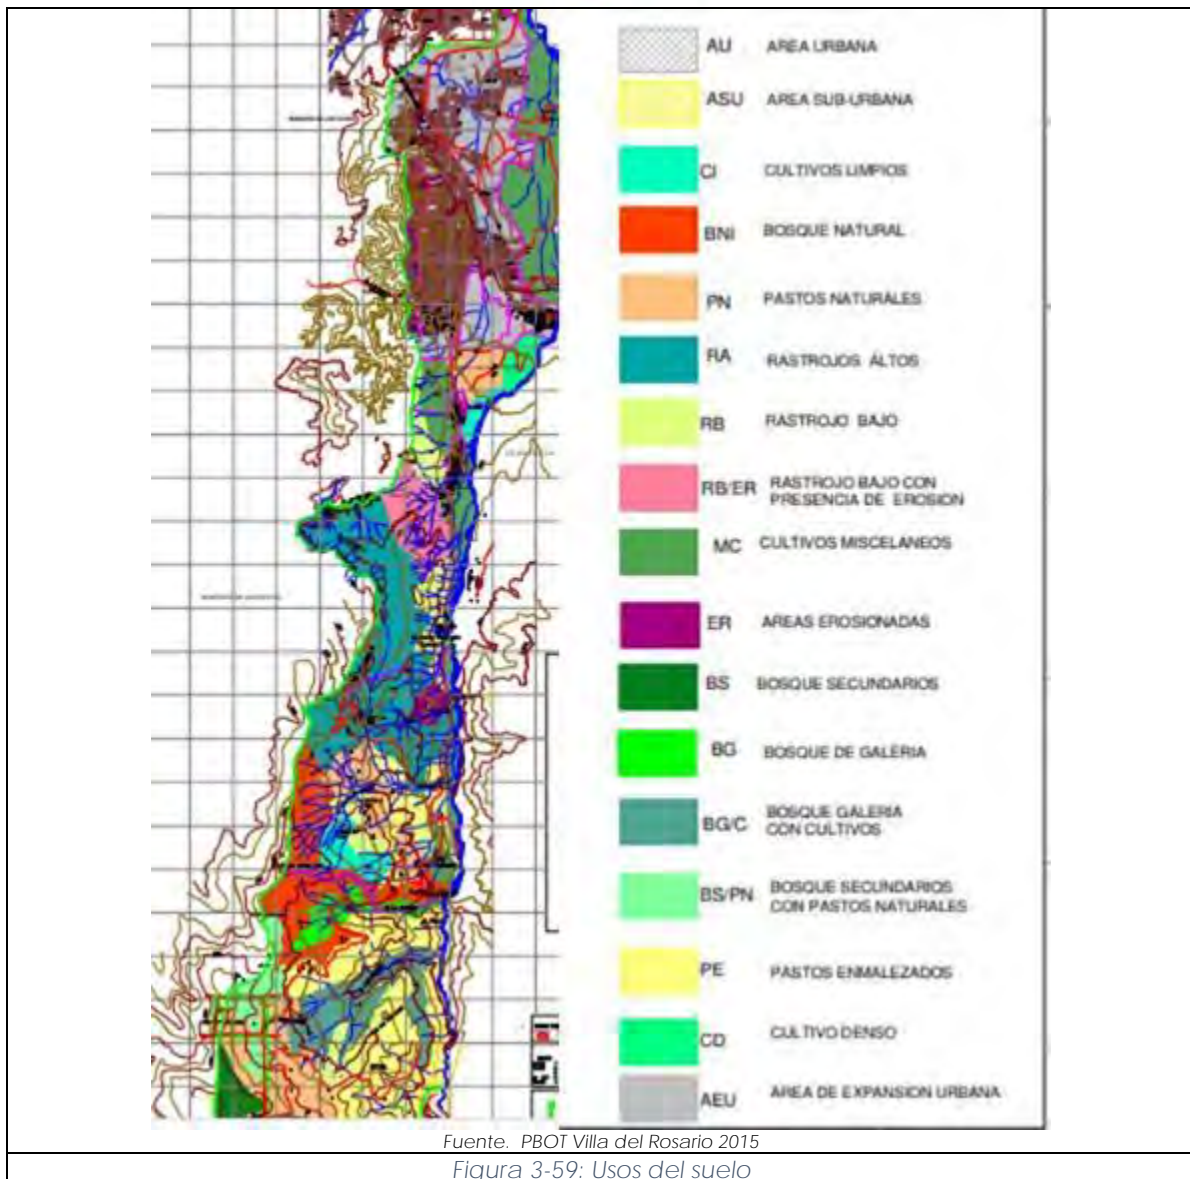 AU AREA URBANA
ASU AREA SUB-URBANA
CI CULTIVOS LIMPIOS
BNI BOSQUE NATURAL
PN PASTOS NATURALES
RA RASTROJOS ALTOS
RB RASTROJO BAJO
RB/ER RASTROJO BAJO CON
PRESENCIA DE EROSION
MC CULTIVOS MISCELANEOS
ER AREAS EROSIONADAS
BS BOSQUE SECUNDARIOS
BG BOSQUE DE GALERIA
BG/C BOSQUE GALERIA
CON CULTIVOS
BS/PN BOSQUE SECUNDARIOS
CON PASTOS NATURALES
PE PASTOS ENMALEZADOS
CD CULTIVO DENSO
AEU AREA DE EXPANSION URBANA
Fuente. PBOT Villa del Rosario 2015
Figura 3-59: Usos del suelo